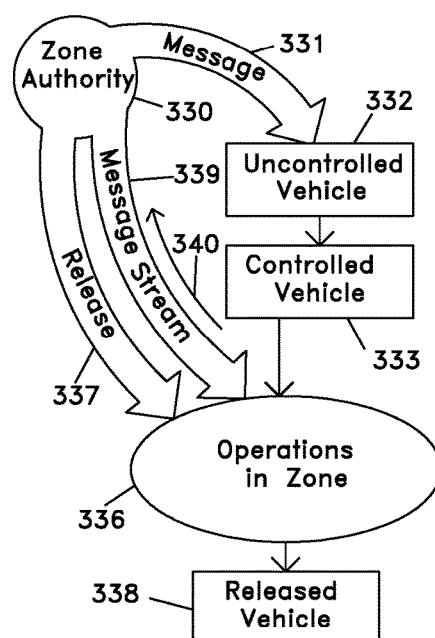 Zone
Authority
Message
331
330
332
Uncontrolled
Vehicle
339
Message Stream
340
Controlled
Vehicle
333
Release
337
Operations
in Zone
336
338
Released
Vehicle